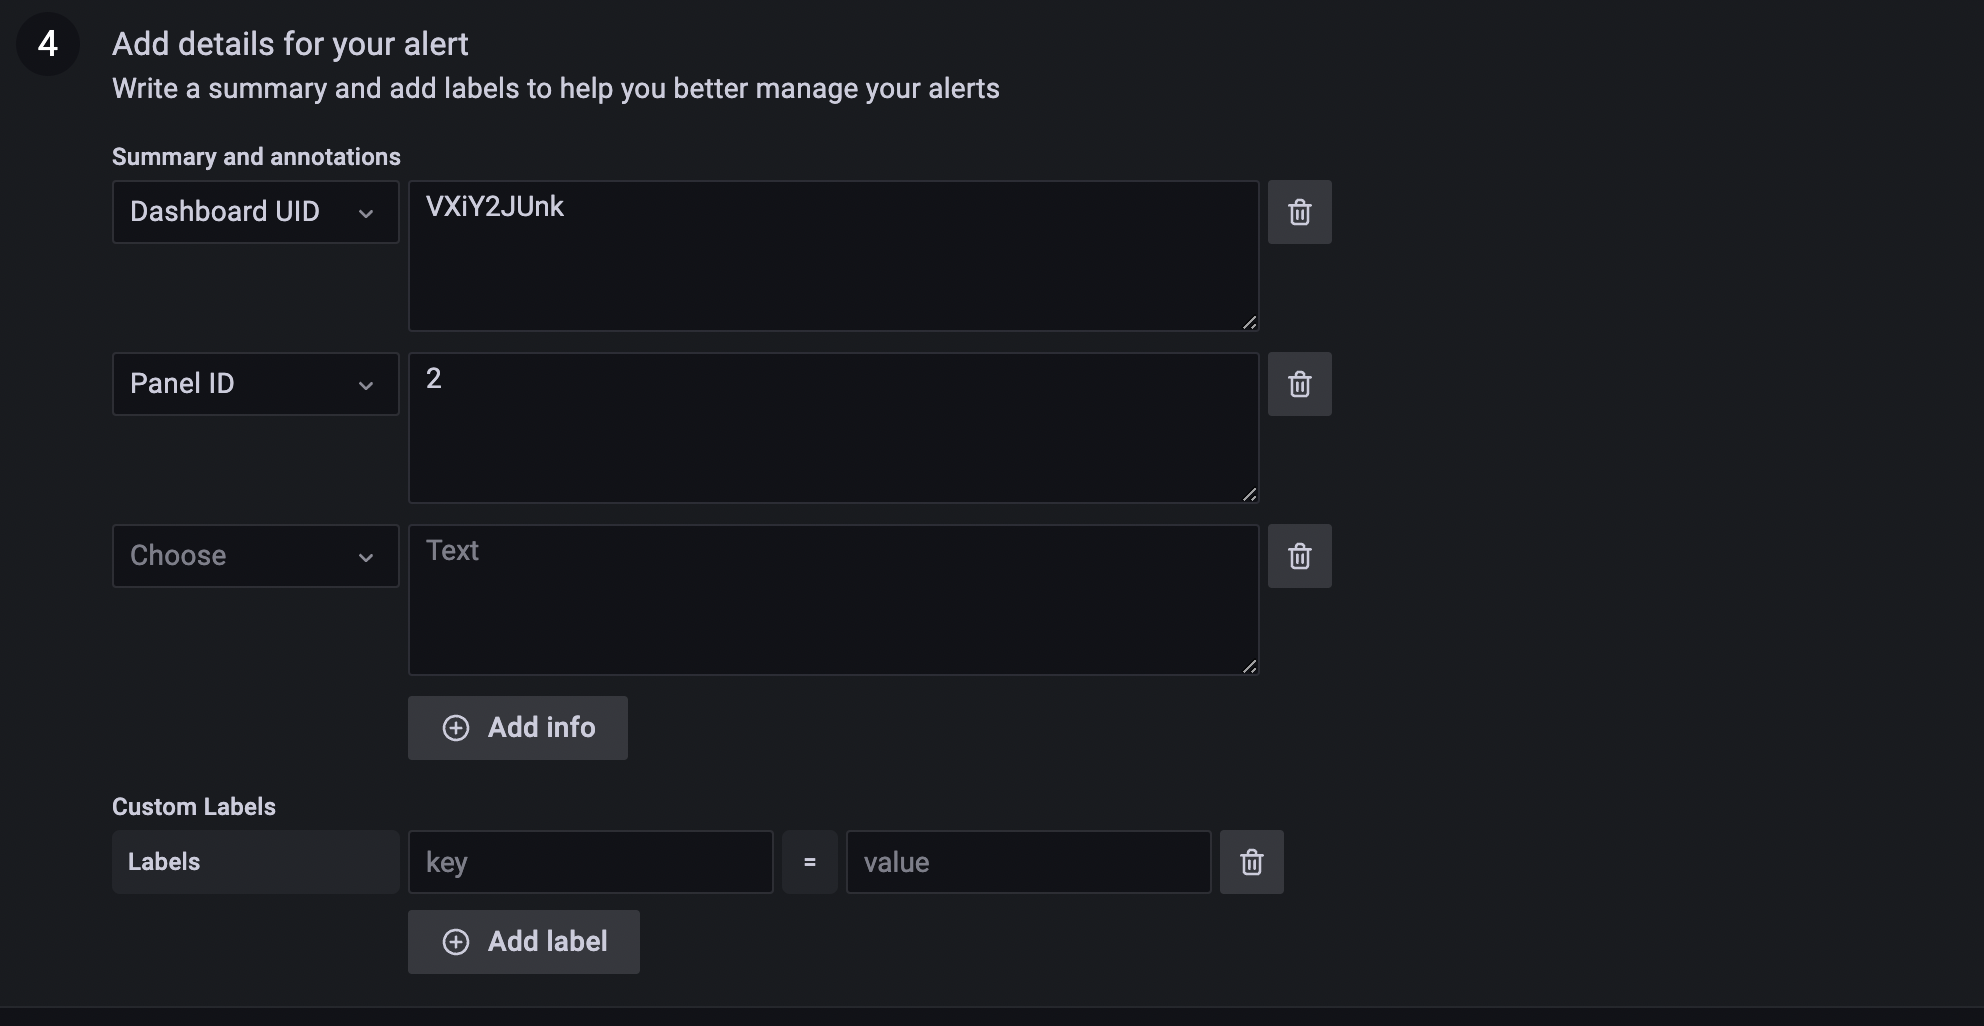 4
Add details for your alert
Write a summary and add labels to help you better manage your alerts
Summary and annotations
Dashboard UID
VXiY2JUnk
Panel ID
2
Choose
Text
Add info
Custom Labels
Labels
key
=
value
Add label